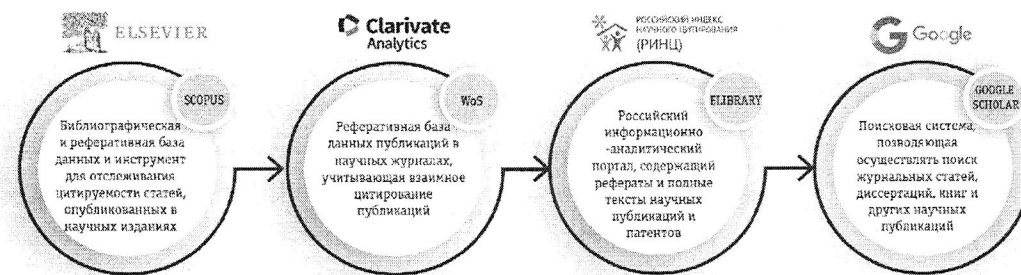 ELSEVIER
SCOPUS
Библиографическая
и реферативная база
данных и инструмент
для отслеживания
цитируемости статей,
опубликованных в
научных изданиях
Clarivate
Analytics
WoS
Реферативная база
данных публикаций в
научных журналах,
учитывающая взаимное
цитирование
публикаций
РОССИЙСКИЙ ИНДЕКС
НАУЧНОГО ЦИТИРОВАНИЯ
(РИНЦ)
ELIBRARY
Российский
информационно
-аналитический
портал, содержащий
рефераты и полные
тексты научных
публикаций и
патентов
Google
GOOGLE
SCHOLAR
Поисковая система,
позволяющая
осуществлять поиск
журнальных статей,
диссертаций, книг и
других научных
публикаций